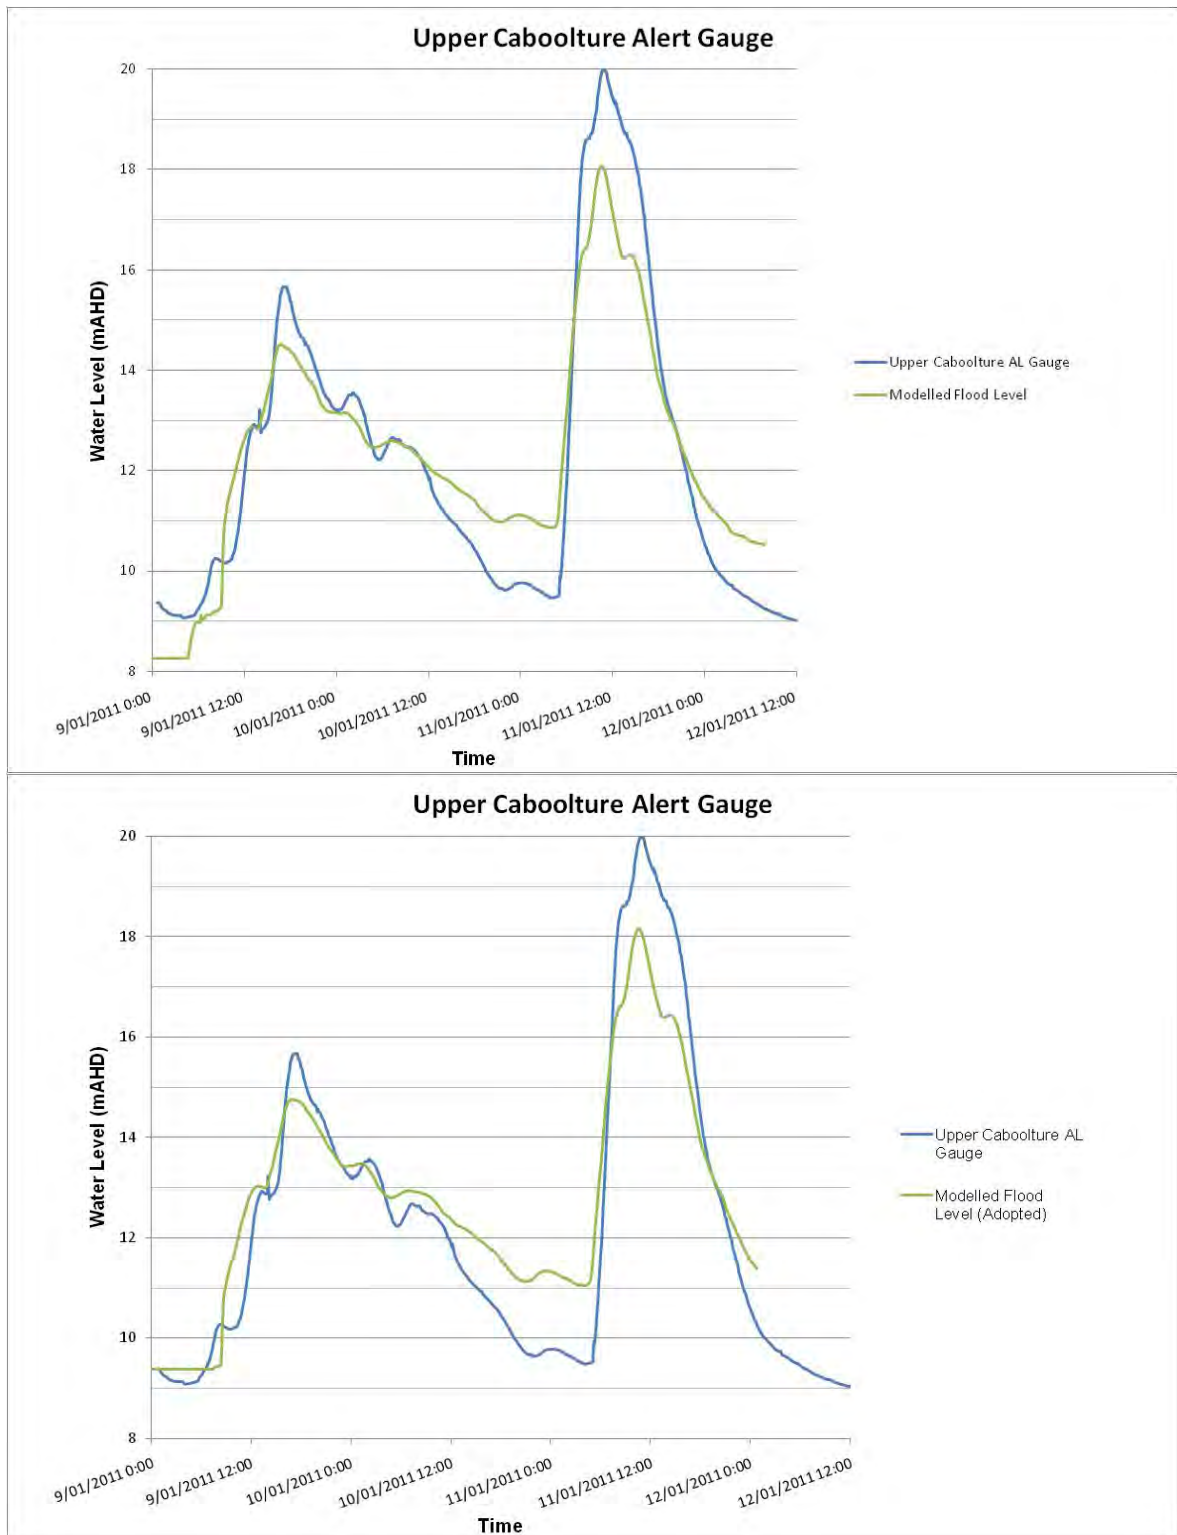 Upper Caboolture Alert Gauge
20
18
16
14
12
10
8
Water Level (mAHD)
Upper Caboolture AL Gauge
Modelled Flood Level
9/01/2011 0:00
9/01/2011 12:00
10/01/2011 0:00
10/01/2011 12:00
11/01/2011 0:00
11/01/2011 12:00
12/01/2011 0:00
12/01/2011 12:00
Time
Upper Caboolture Alert Gauge
20
18
16
14
12
10
8
Water Level (mAHD)
Upper Caboolture AL
Gauge
Modelled Flood
Level (Adopted)
9/01/2011 0:00
9/01/2011 12:00
10/01/2011 0:00
10/01/2011 12:00
11/01/2011 0:00
11/01/2011 12:00
12/01/2011 0:00
12/01/2011 12:00
Time